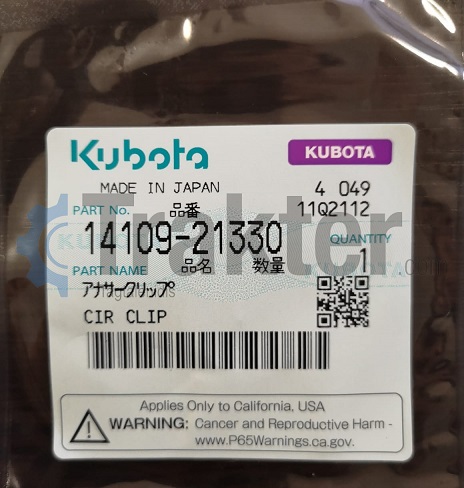 Kubota KUBOTA
MADE IN JAPAN 4 049
PART No. 品番 11Q2112
14109-21330 QUANTITY
品名 数量 1
PART NAME
アナサークリップ
CIR CLIP
Trakter.com
Applies Only to California, USA
WARNING: Cancer and Reproductive Harm -
www.P65Warnings.ca.gov.